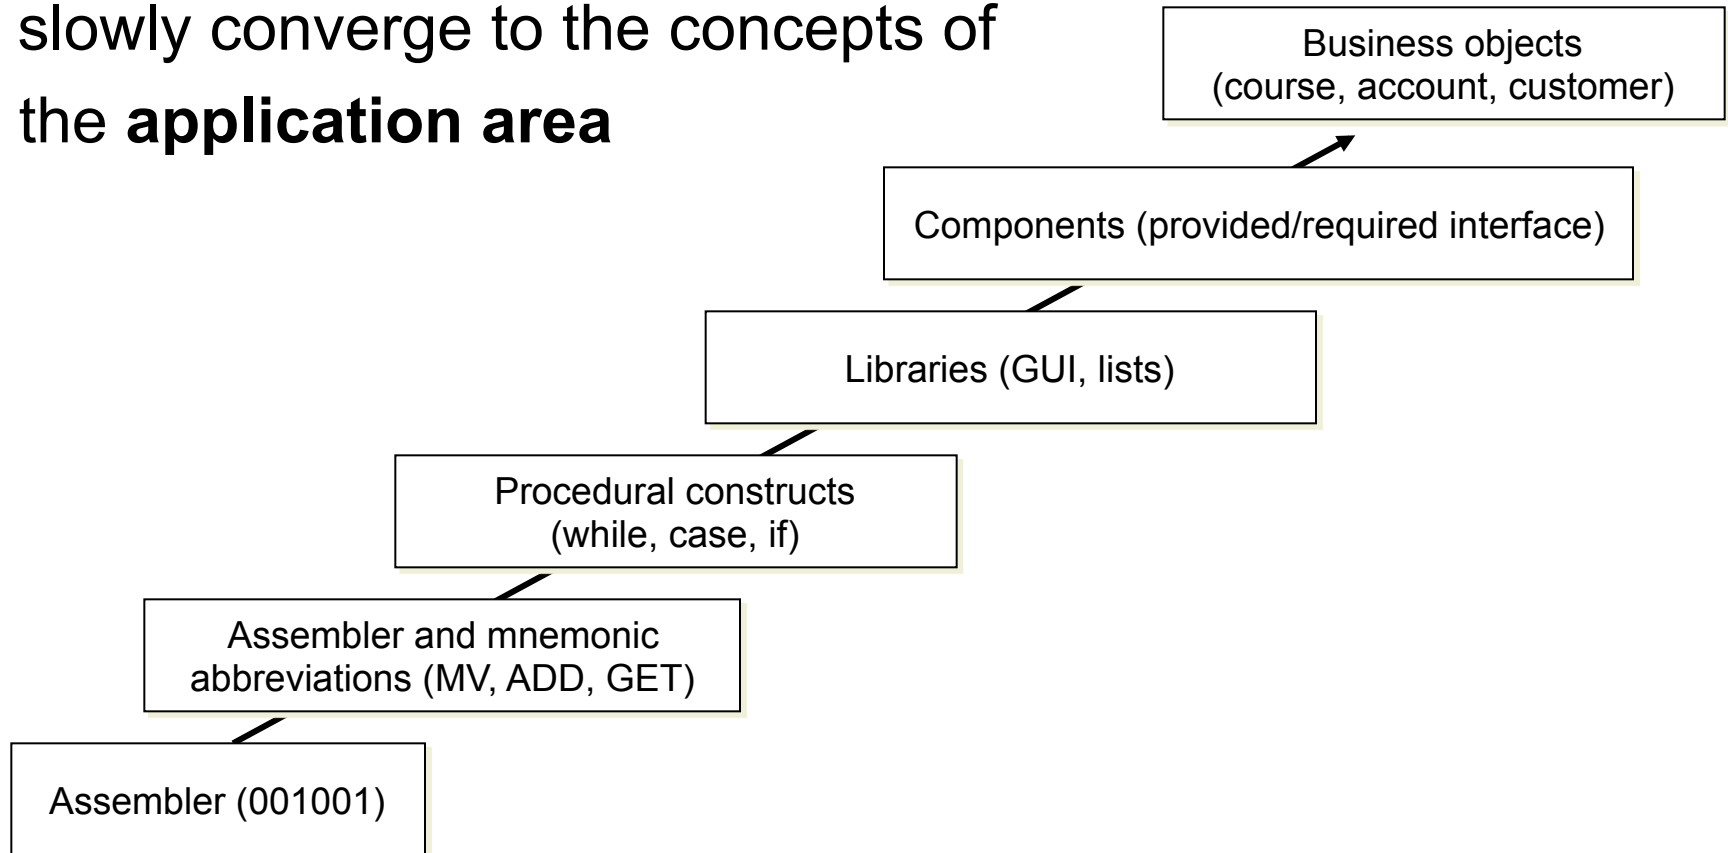 slowly converge to the concepts of
the application area
Business objects
(course, account, customer)
Components (provided/required interface)
Libraries (GUI, lists)
Procedural constructs
(while, case, if)
Assembler and mnemonic
abbreviations (MV, ADD, GET)
Assembler (001001)